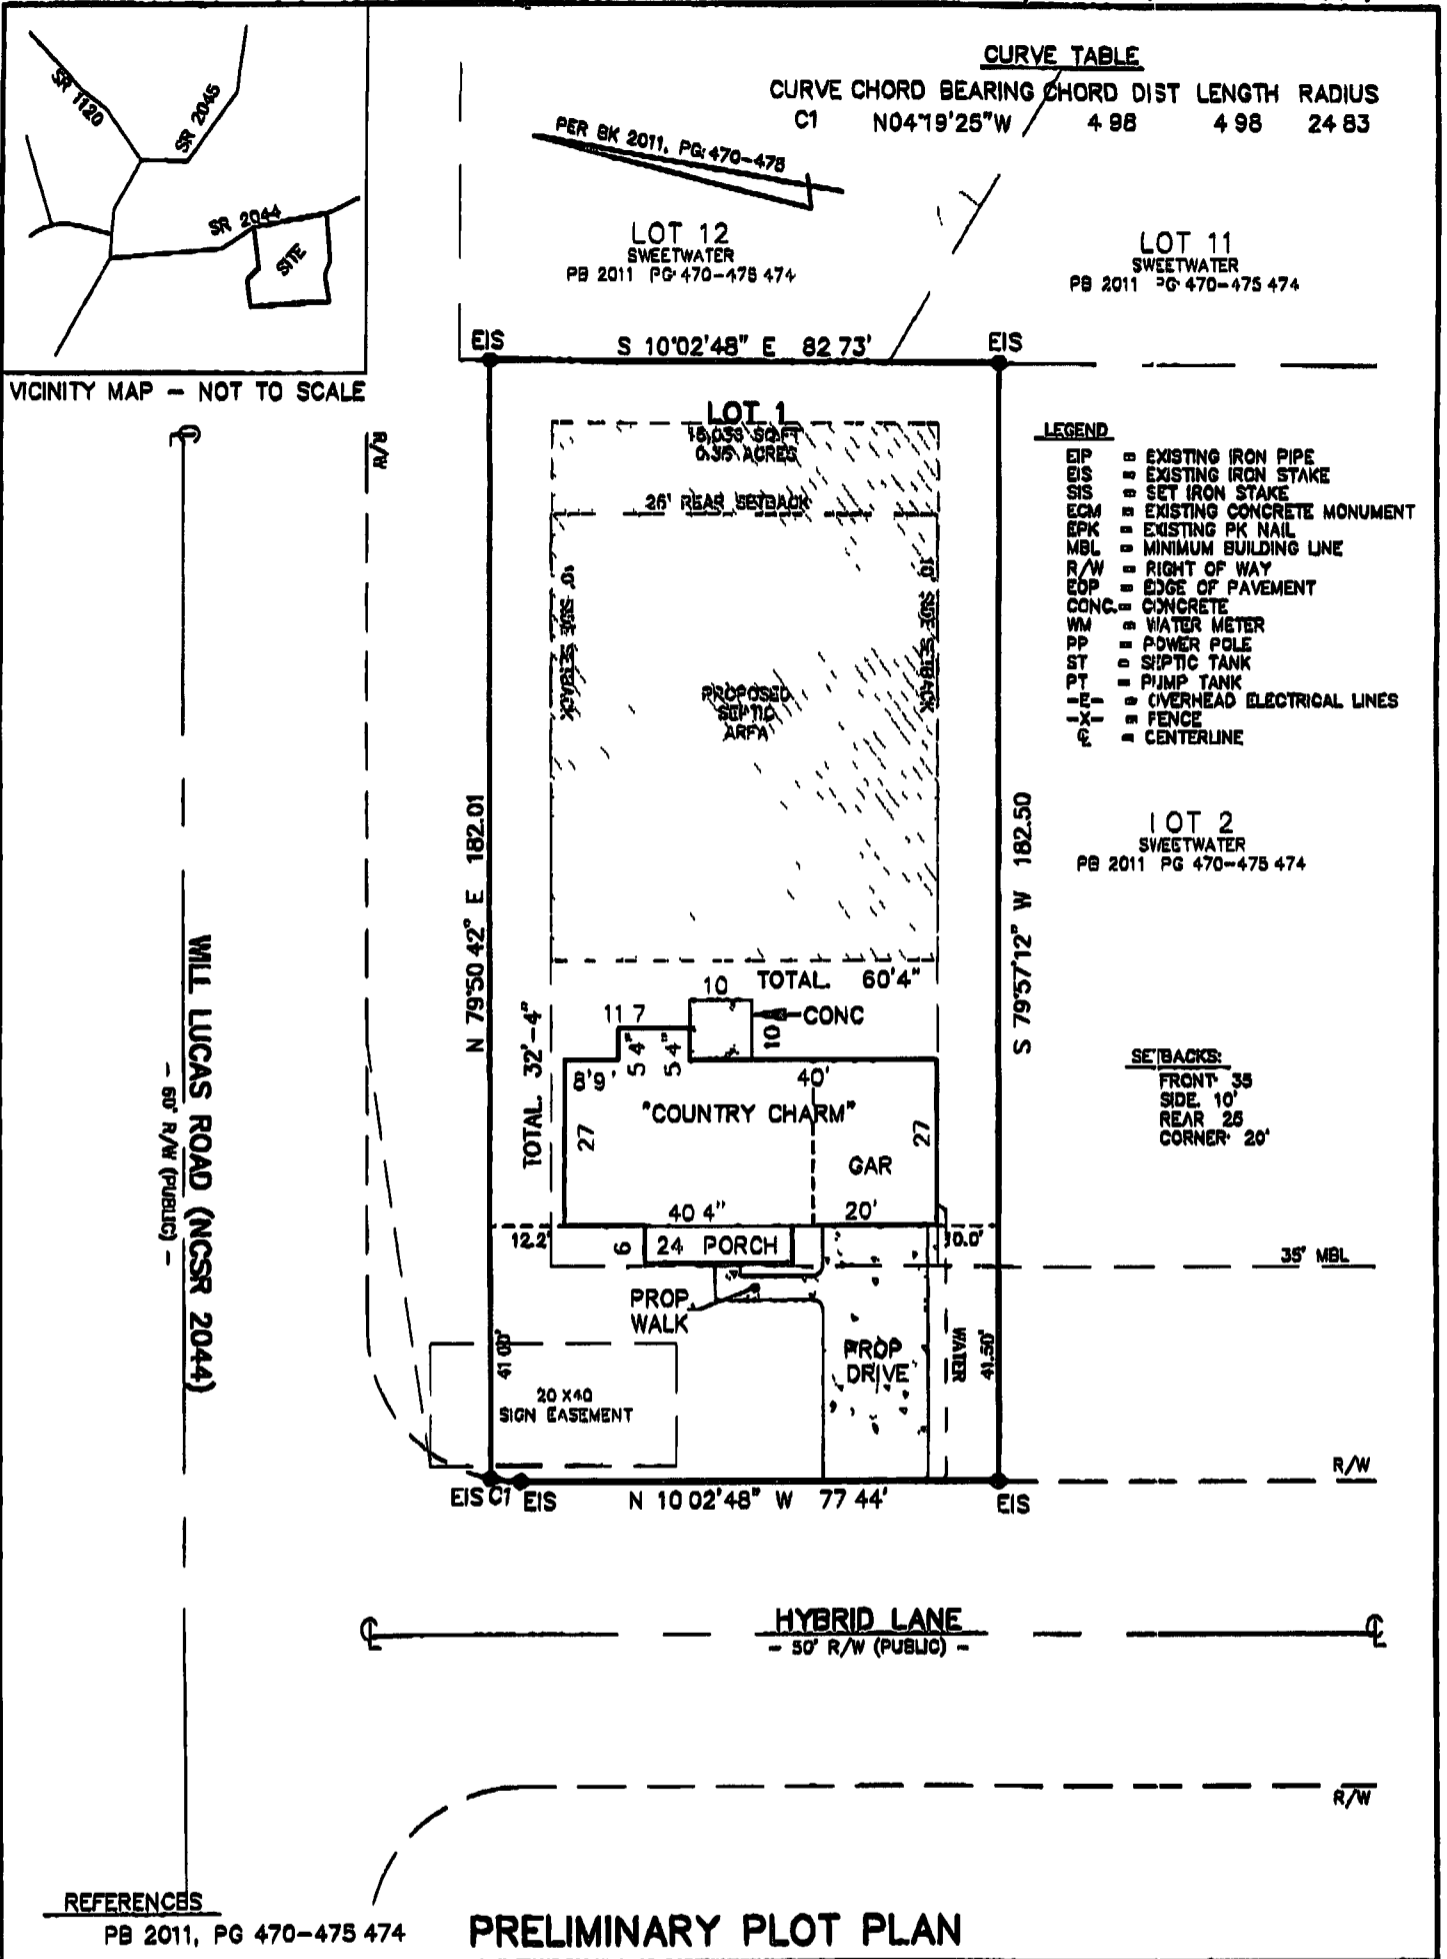 CURVE TABLE
CURVE CHORD BEARING CHORD DIST LENGTH RADIUS
C1 N04°19'25"W 4 98 4 98 24 83
SR 1120
SR 2045
SR 2044
SITE
VICINITY MAP - NOT TO SCALE
PER BK 2011, PG 470-475
LOT 12
SWEETWATER
PB 2011 PG 470-475 474
LOT 11
SWEETWATER
PB 2011 PG 470-475 474
EIS
S 10°02'48" E 82 73'
EIS
R/W
LOT 1
0.35 ACRES
25' REAR SETBACK
10' SIDE SETBACK
10' SIDE SETBACK
PROPOSED
SEPTIC
AREA
LEGEND
EIP = EXISTING IRON PIPE
EIS = EXISTING IRON STAKE
SIS = SET IRON STAKE
ECM = EXISTING CONCRETE MONUMENT
EPK = EXISTING PK NAIL
MBL = MINIMUM BUILDING LINE
R/W = RIGHT OF WAY
EOP = EDGE OF PAVEMENT
CONC. = CONCRETE
WM = WATER METER
PP = POWER POLE
ST = SEPTIC TANK
PT = PUMP TANK
-E- = OVERHEAD ELECTRICAL LINES
-X- = FENCE
℄ = CENTERLINE
N 79°50 42" E 182.01
S 79°57'12" W 182.50
LOT 2
SWEETWATER
PB 2011 PG 470-475 474
WILL LUCAS ROAD (NCSR 2044)
- 60' R/W (PUBLIC) -
TOTAL. 60'4"
TOTAL. 32'-4"
10
CONC
10
11 7
5 4"
5 4"
8'9'
40'
"COUNTRY CHARM"
27
27
GAR
40 4"
20'
12.2'
6
24 PORCH
10.0'
SETBACKS:
FRONT 35
SIDE. 10'
REAR 25
CORNER 20'
35' MBL
PROP
WALK
PROP
DRIVE
WATER
41 00'
41.50'
20 X40
SIGN EASEMENT
R/W
EIS C1 EIS
N 10 02'48" W 77 44'
EIS
℄
HYBRID LANE
- 50' R/W (PUBLIC) -
℄
R/W
REFERENCES
PB 2011, PG 470-475 474
PRELIMINARY PLOT PLAN